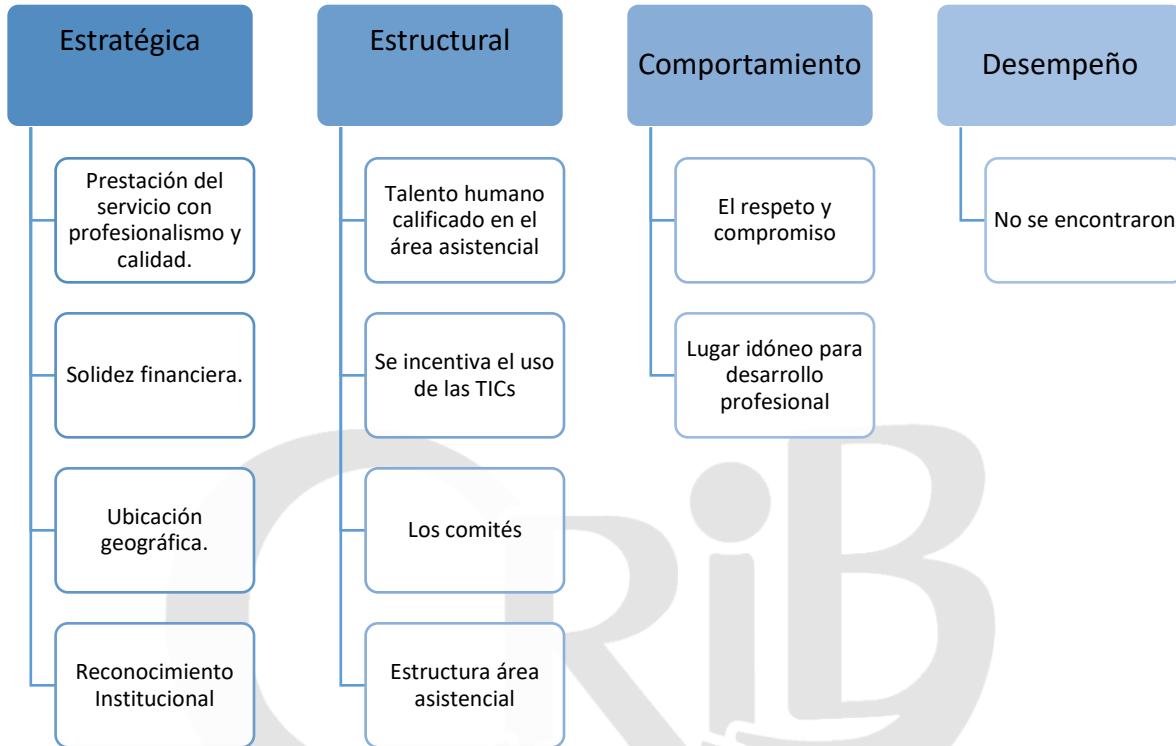 Estratégica
Prestación del
servicio con
profesionalismo y
calidad.
Solidez financiera.
Ubicación
geográfica.
Reconocimiento
Institucional
Estructural
Talento humano
calificado en el
área asistencial
Se incentiva el uso
de las TICs
Los comités
Estructura área
asistencial
Comportamiento
El respeto y
compromiso
Lugar idóneo para
desarrollo
profesional
Desempeño
No se encontraron
CRiB